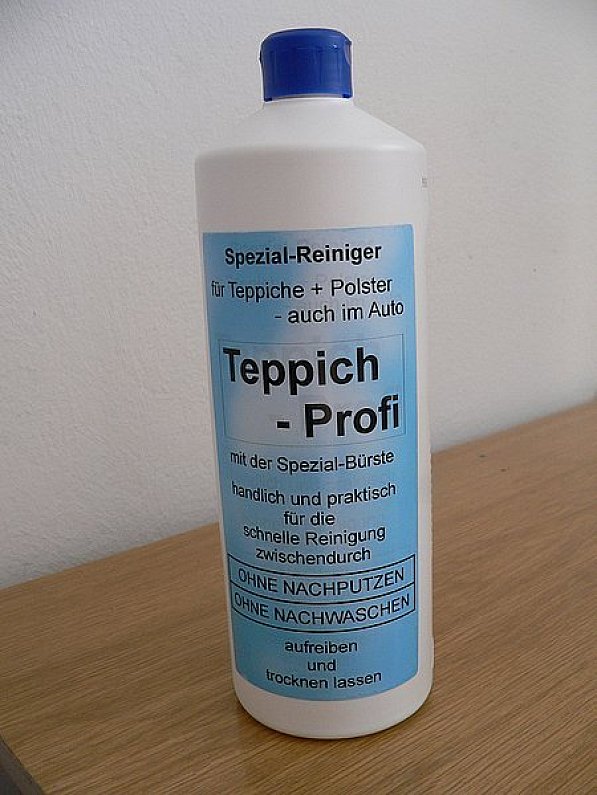 Spezial-Reiniger
für Teppiche + Polster
- auch im Auto
Teppich
- Profi
mit der Spezial-Bürste
handlich und praktisch
für die
schnelle Reinigung
zwischendurch
OHNE NACHPUTZEN
OHNE NACHWASCHEN
aufreiben
und
trocknen lassen